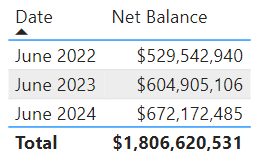 Date Net Balance
June 2022 $529,542,940
June 2023 $604,905,106
June 2024 $672,172,485
Total $1,806,620,531